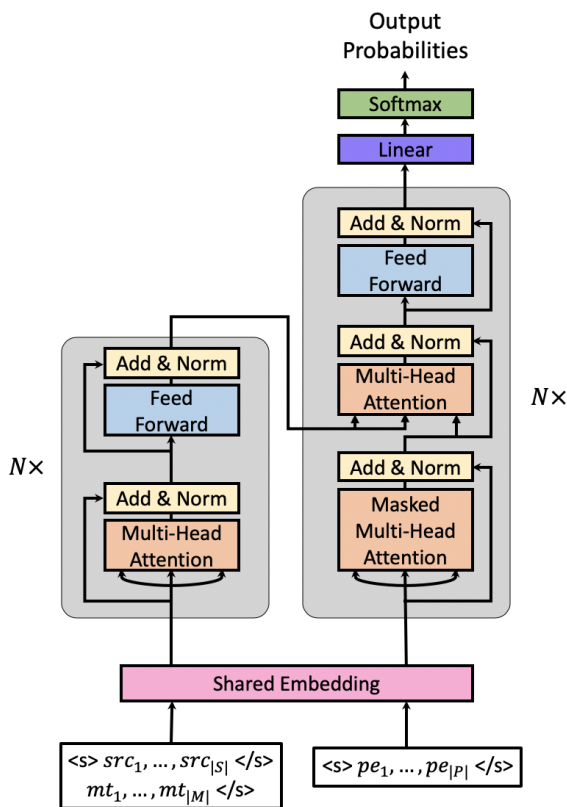 Output
Probabilities
Softmax
Linear
Add & Norm
Feed
Forward
Add & Norm
Multi-Head
Attention
N×
Add & Norm
Masked
Multi-Head
Attention
Add & Norm
Feed
Forward
N×
Add & Norm
Multi-Head
Attention
Shared Embedding
<s> src₁, …, src|S| </s>
mt₁, …, mt|M| </s>
<s> pe₁, …, pe|P| </s>